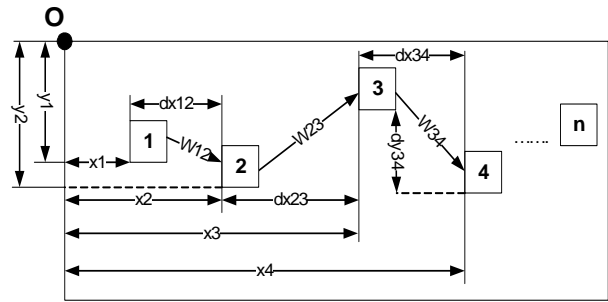 O
dx34
y2
y1
dx12
3
n
1
W12
W23
W34
dy34
.......
2
4
x1
x2
dx23
x3
x4